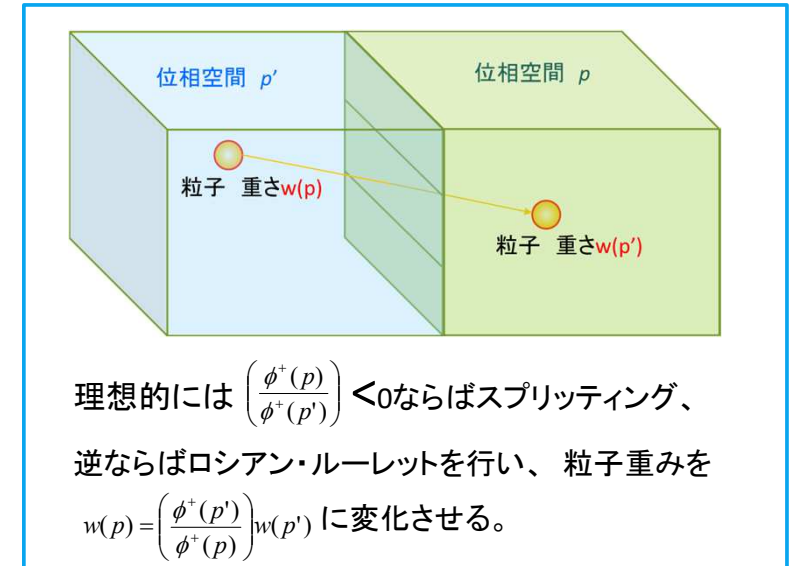 位相空間 p'
位相空間 p
粒子 重さw(p)
粒子 重さw(p')
理想的には (φ⁺(p)/φ⁺(p')) <0ならばスプリッティング、
逆ならばロシアン・ルーレットを行い、 粒子重みを
w(p) = (φ⁺(p')/φ⁺(p)) w(p') に変化させる。